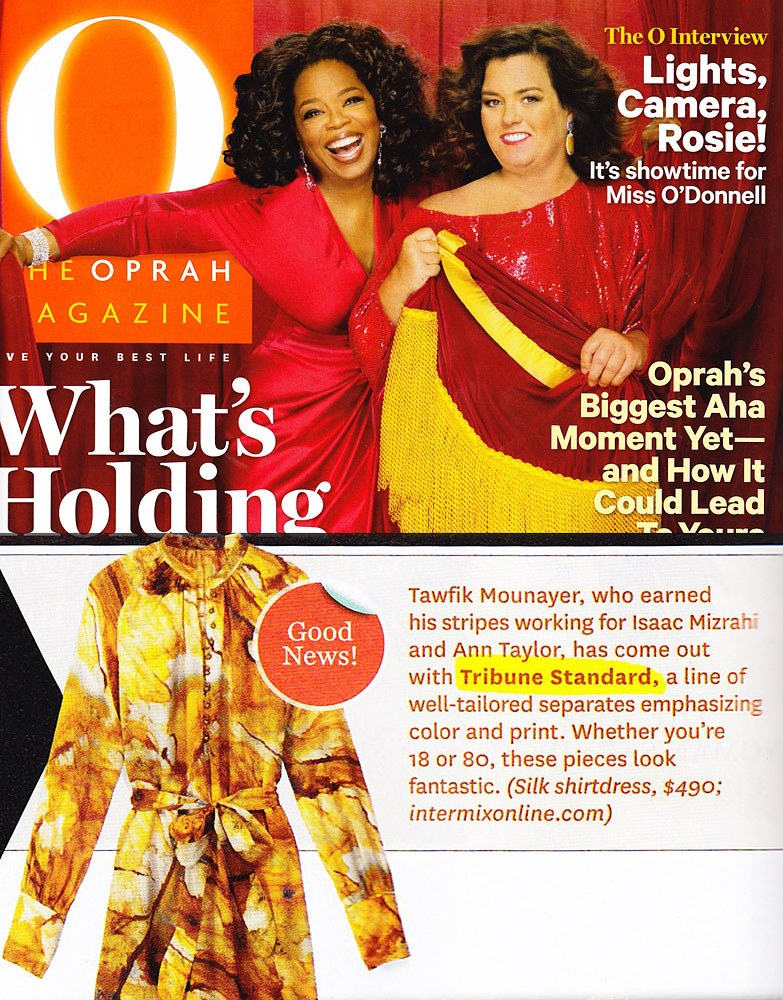 O
HE OPRAH
AGAZINE
VE YOUR BEST LIFE
What's
Holding
The O Interview
Lights,
Camera,
Rosie!
It's showtime for
Miss O'Donnell
Oprah's
Biggest Aha
Moment Yet—
and How It
Could Lead
To Yours
Good
News!
Tawfik Mounayer, who earned
his stripes working for Isaac Mizrahi
and Ann Taylor, has come out
with Tribune Standard, a line of
well-tailored separates emphasizing
color and print. Whether you're
18 or 80, these pieces look
fantastic. (Silk shirtdress, $490;
intermixonline.com)